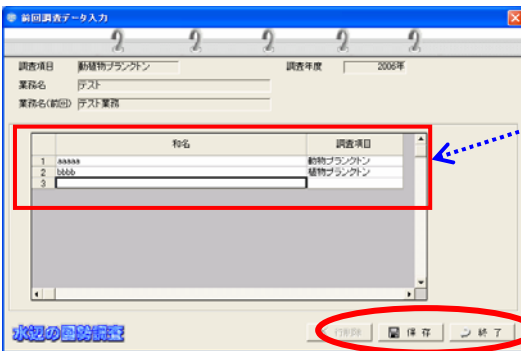 前回調査データ入力
調査項目 動植物プランクトン 調査年度 2006年
業務名 テスト
業務名(前回) テスト業務
和名 調査項目
1 aaaaa 動物プランクトン
2 bbbb 植物プランクトン
3
水辺の国勢調査
行削除 保存 終了